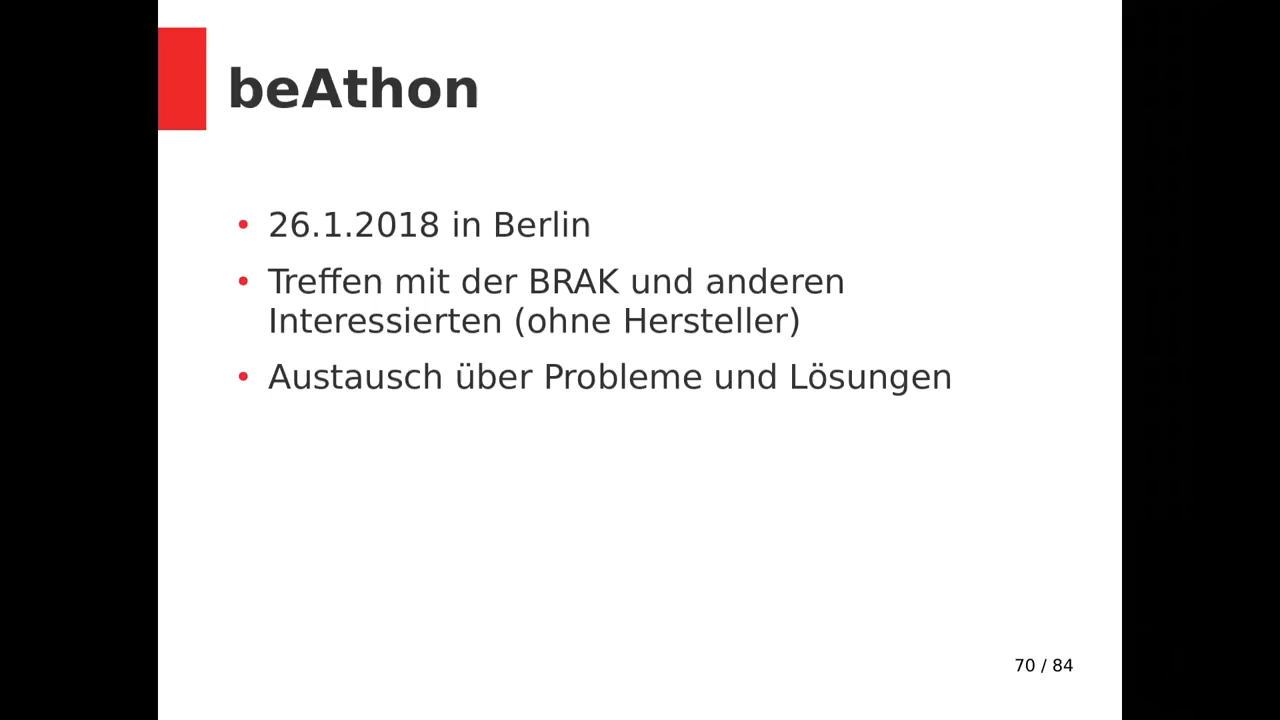 beAthon
• 26.1.2018 in Berlin
• Treffen mit der BRAK und anderen
Interessierten (ohne Hersteller)
• Austausch über Probleme und Lösungen
70 / 84